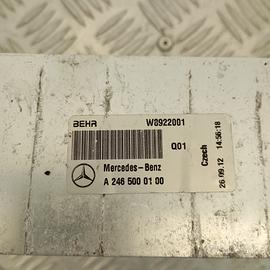 BEHR W8922001
Q01
Mercedes-Benz
A 246 500 01 00
Czech
26.09.12 14:56:18